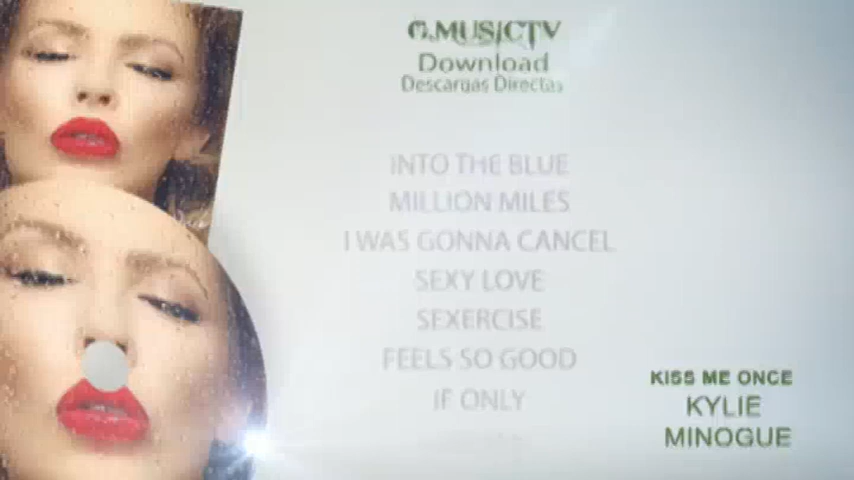 MUSICTV
Download
Descargas Directas
INTO THE BLUE
MILLION MILES
I WAS GONNA CANCEL
SEXY LOVE
SEXERCISE
FEELS SO GOOD
IF ONLY
KISS ME ONCE
KYLIE
MINOGUE